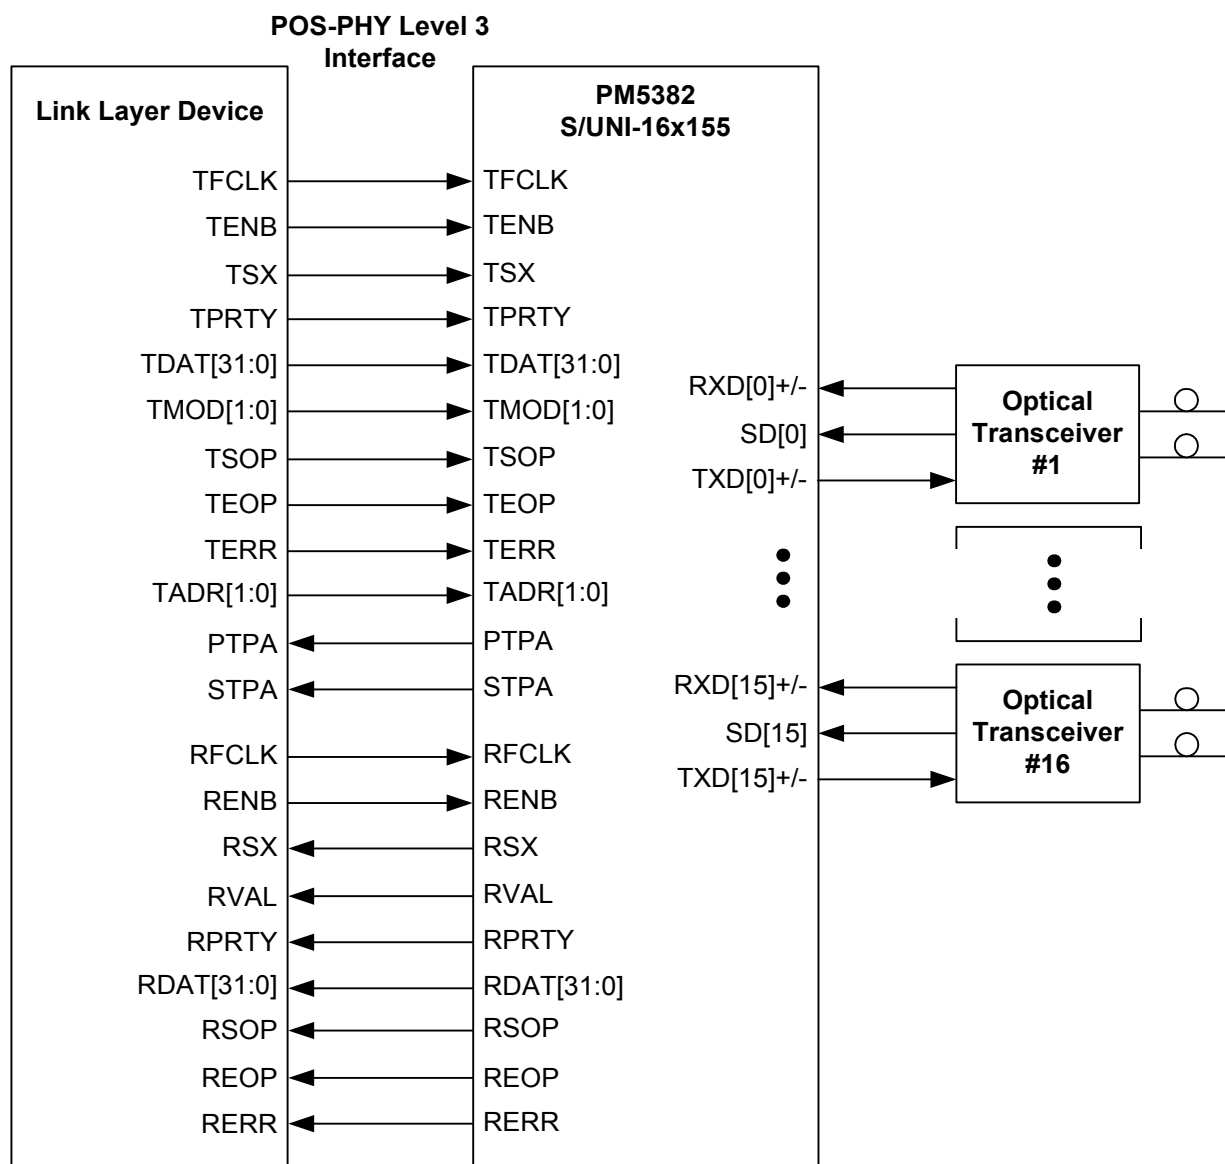 POS-PHY Level 3
Interface
Link Layer Device
PM5382
S/UNI-16x155
TFCLK TFCLK
TENB TENB
TSX TSX
TPRTY TPRTY
TDAT[31:0] TDAT[31:0]
TMOD[1:0] TMOD[1:0]
TSOP TSOP
TEOP TEOP
TERR TERR
TADR[1:0] TADR[1:0]
PTPA PTPA
STPA STPA
RFCLK RFCLK
RENB RENB
RSX RSX
RVAL RVAL
RPRTY RPRTY
RDAT[31:0] RDAT[31:0]
RSOP RSOP
REOP REOP
RERR RERR
RXD[0]+/-
SD[0]
TXD[0]+/-
Optical
Transceiver
#1
RXD[15]+/-
SD[15]
TXD[15]+/-
Optical
Transceiver
#16